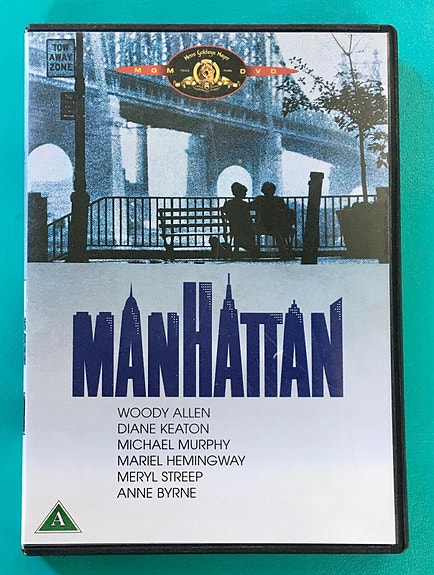 TOW
AWAY
ZONE
Metro Goldwyn Mayer
MGM DVD
MANHATTAN
WOODY ALLEN
DIANE KEATON
MICHAEL MURPHY
MARIEL HEMINGWAY
MERYL STREEP
ANNE BYRNE
A